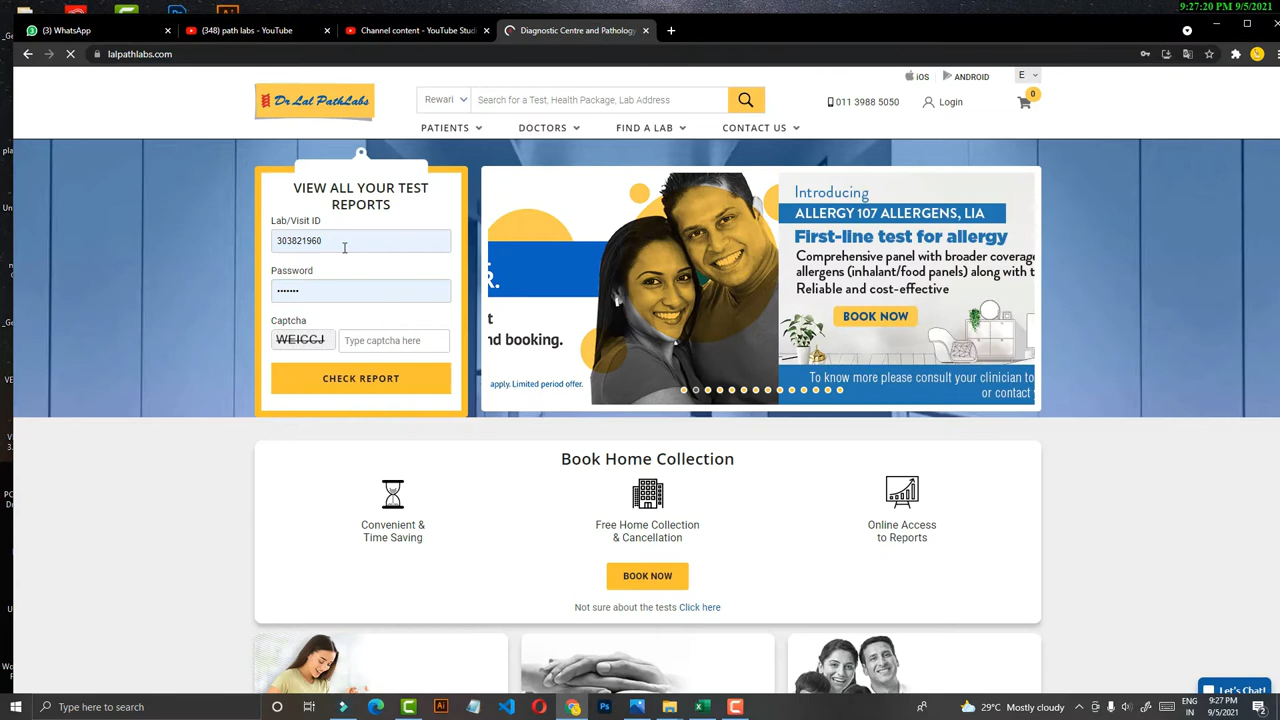 9:27:20 PM 9/5/2021
(3) WhatsApp
(348) path labs - YouTube
Channel content - YouTube Stud
Diagnostic Centre and Pathology
lalpathlabs.com
iOS
ANDROID
E
Dr Lal PathLabs
Rewari
Search for a Test, Health Package, Lab Address
011 3988 5050
Login
0
PATIENTS
DOCTORS
FIND A LAB
CONTACT US
VIEW ALL YOUR TEST
REPORTS
Lab/Visit ID
303821960
Password
•••••••
Captcha
WEICCJ
Type captcha here
CHECK REPORT
R.
nd booking.
apply. Limited period offer.
Introducing
ALLERGY 107 ALLERGENS, LIA
First-line test for allergy
Comprehensive panel with broader coverage
allergens (inhalant/food panels) along with t
Reliable and cost-effective
BOOK NOW
To know more please consult your clinician to
or contact
Book Home Collection
Convenient &
Time Saving
Free Home Collection
& Cancellation
Online Access
to Reports
BOOK NOW
Not sure about the tests Click here
Let's Chat!
Type here to search
29°C Mostly cloudy
ENG
IN
9:27 PM
9/5/2021
2